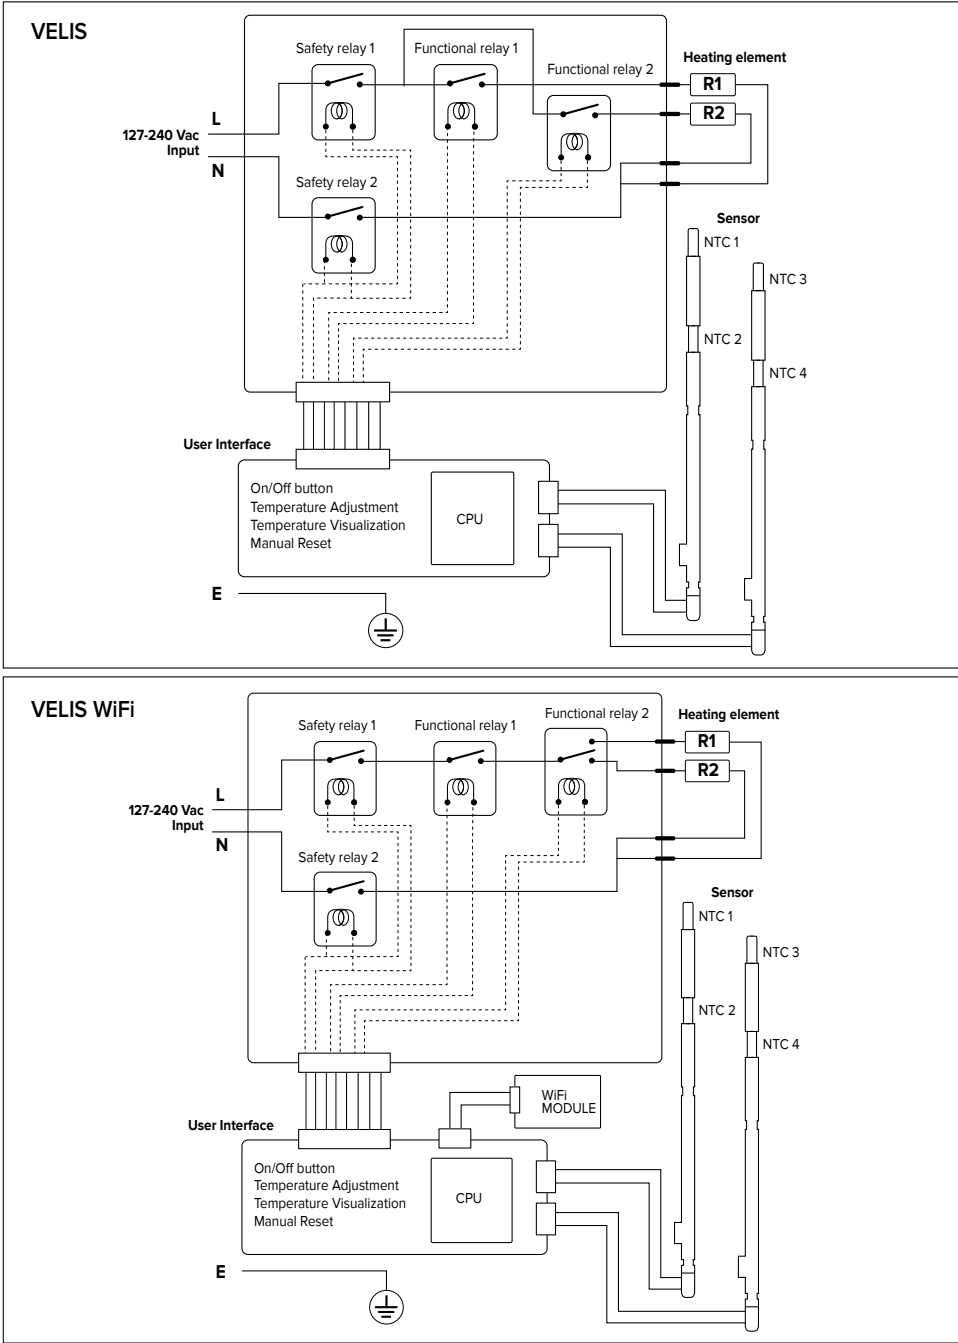 VELIS
Safety relay 1
Functional relay 1
Functional relay 2
Heating element
R1
R2
L
127-240 Vac
Input
N
Safety relay 2
Sensor
NTC 1
NTC 3
NTC 2
NTC 4
User Interface
On/Off button
Temperature Adjustment
Temperature Visualization
Manual Reset
CPU
E
VELIS WiFi
Safety relay 1
Functional relay 1
Functional relay 2
Heating element
R1
R2
L
127-240 Vac
Input
N
Safety relay 2
Sensor
NTC 1
NTC 3
NTC 2
NTC 4
WiFi
MODULE
User Interface
On/Off button
Temperature Adjustment
Temperature Visualization
Manual Reset
CPU
E